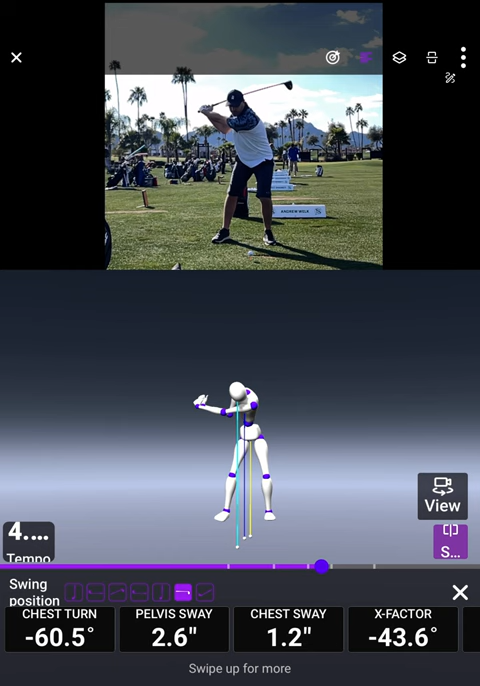 ANDREW WOLK
View
4....
Tempo
S...
Swing
position
CHEST TURN
-60.5°
PELVIS SWAY
2.6"
CHEST SWAY
1.2"
X-FACTOR
-43.6°
Swipe up for more